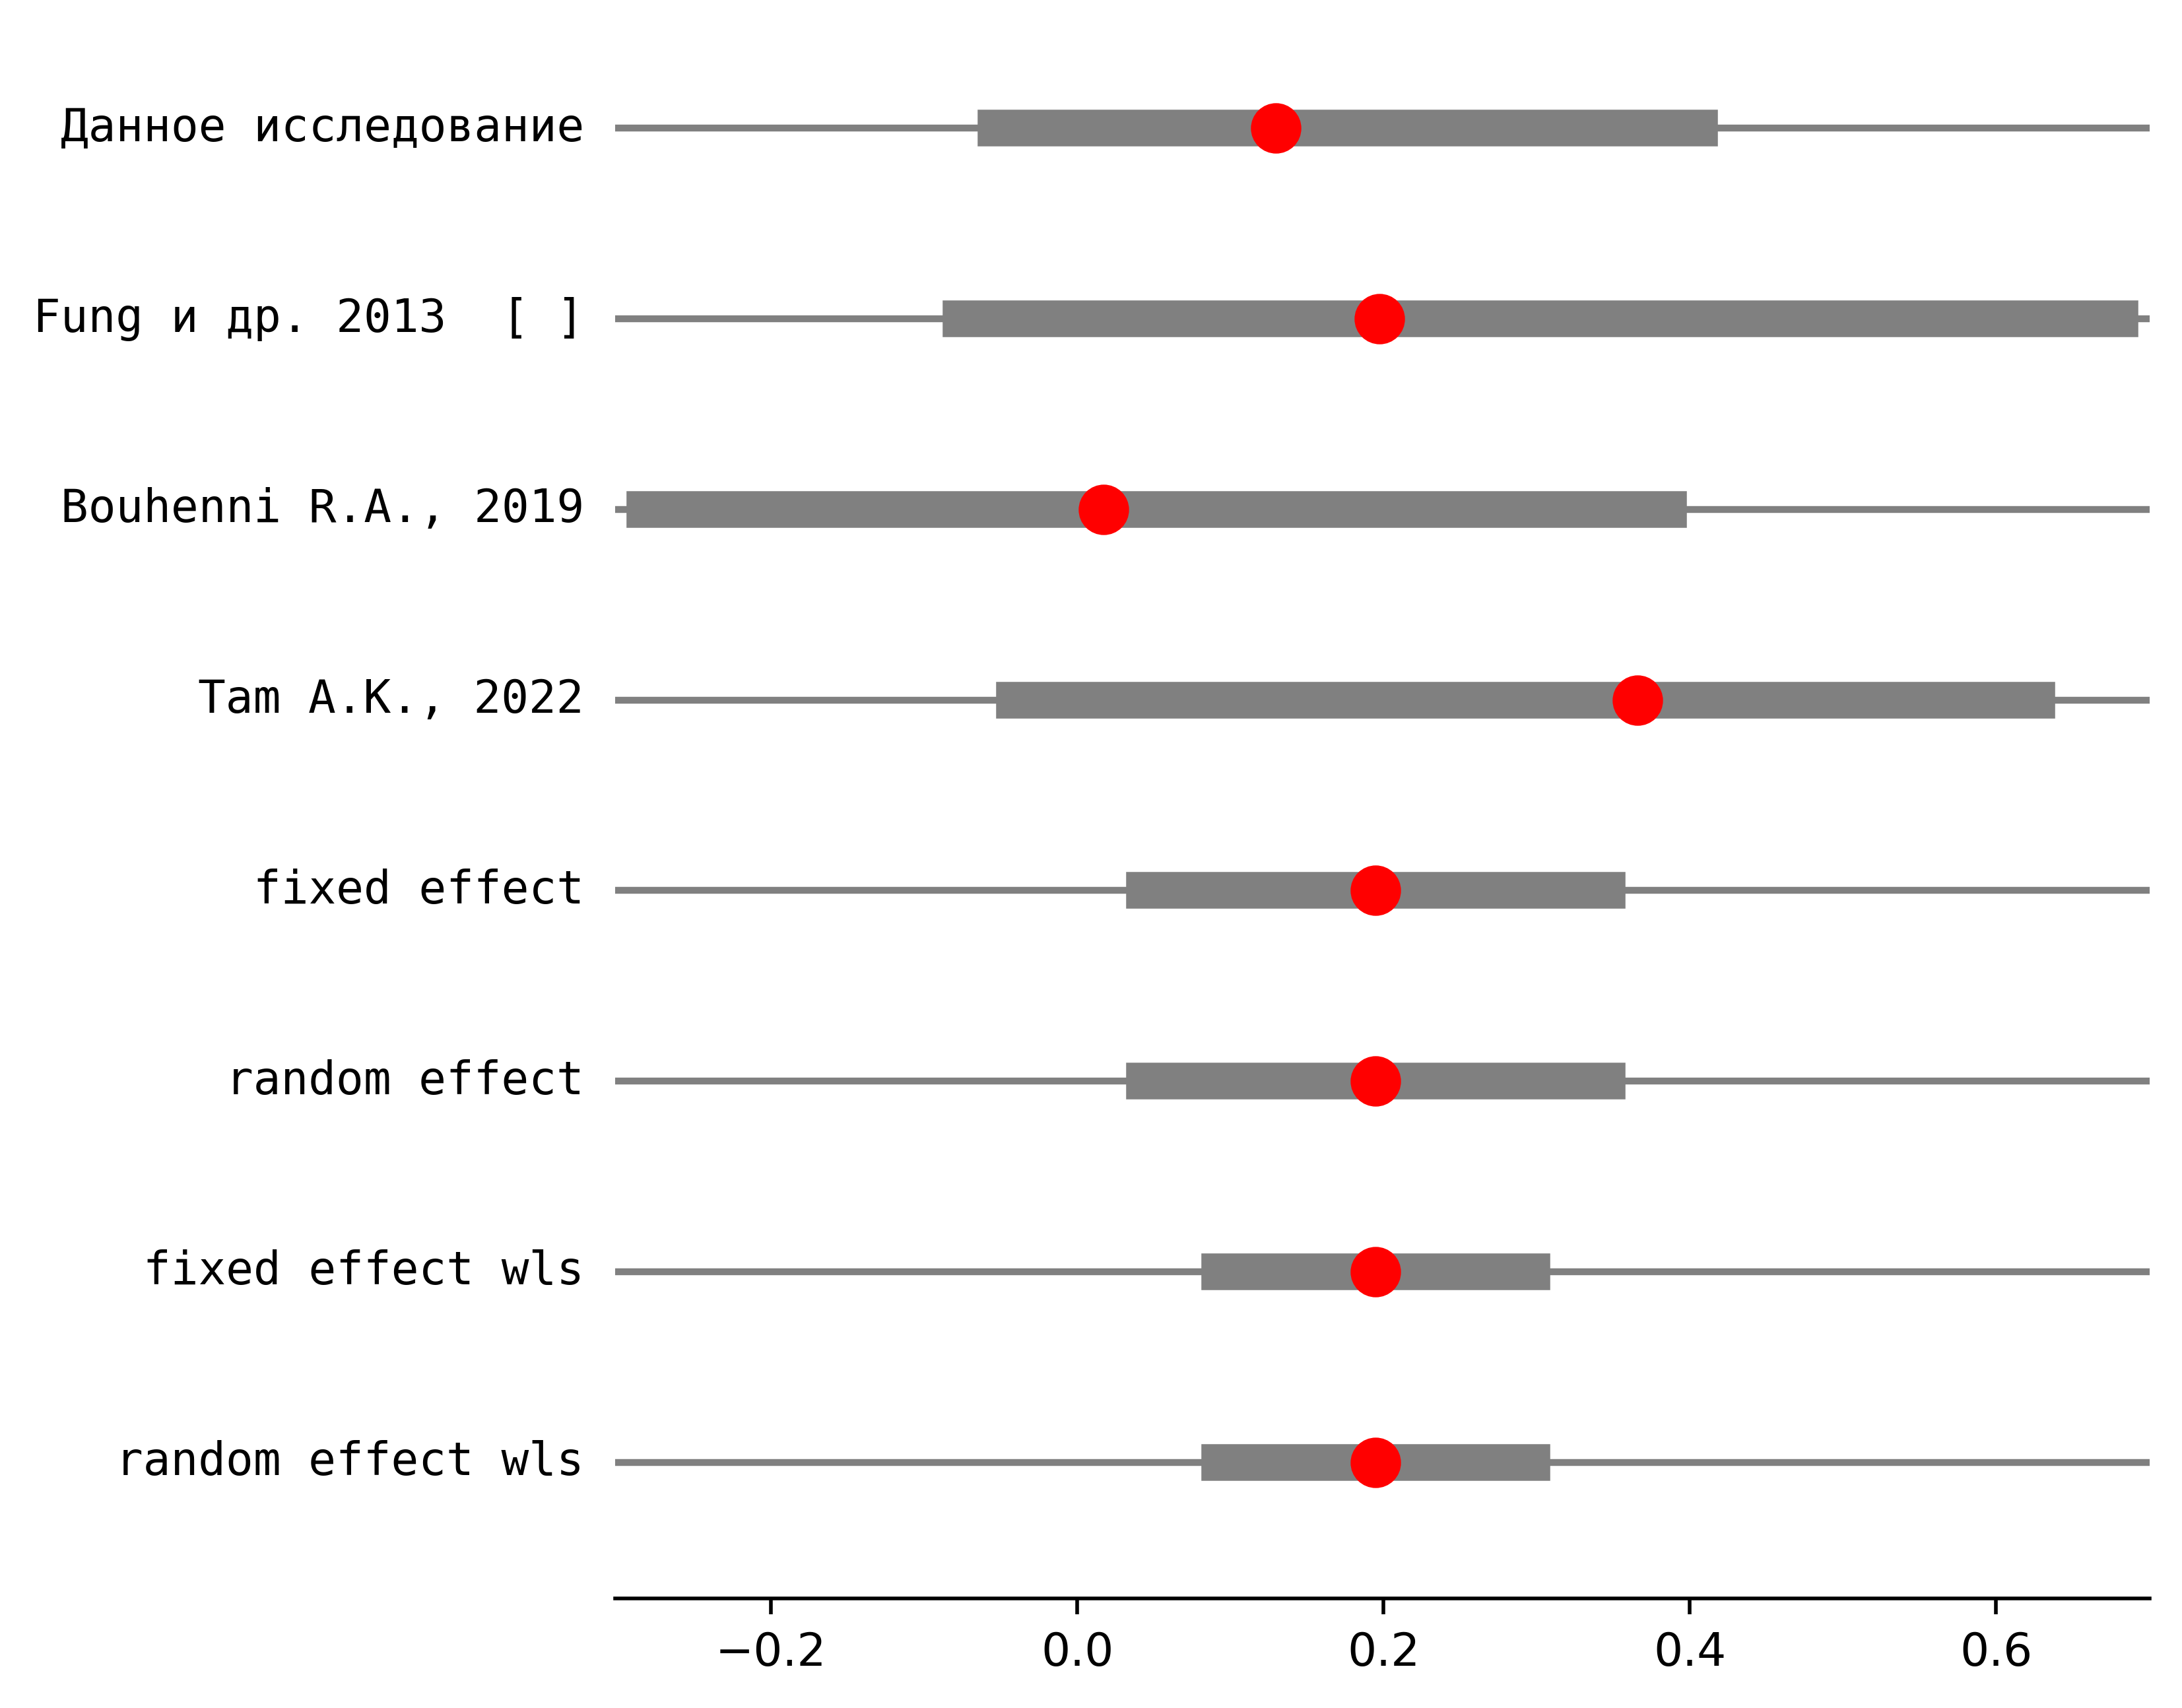 Данное исследование
Fung и др. 2013  [ ]
Bouhenni R.A., 2019
Tam A.K., 2022
fixed effect
random effect
fixed effect wls
random effect wls
−0.2 0.0 0.2 0.4 0.6